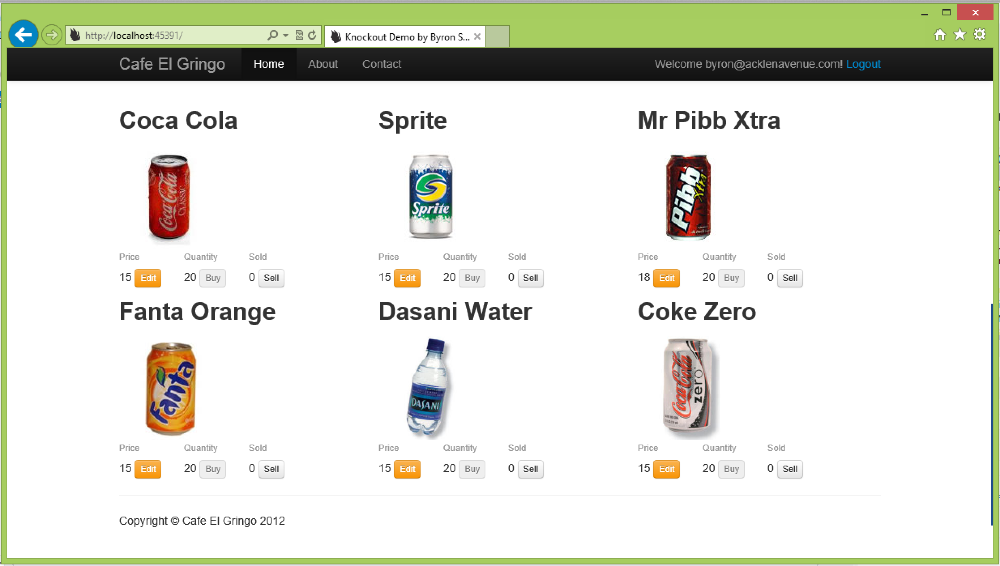 http://localhost:45391/
Knockout Demo by Byron S...
Cafe El Gringo Home About Contact Welcome byron@acklenavenue.com! Logout
Coca Cola Sprite Mr Pibb Xtra
Coca-Cola CLASSIC
Sprite
Pibb Xtra
Price Quantity Sold Price Quantity Sold Price Quantity Sold
15 Edit 20 Buy 0 Sell 15 Edit 20 Buy 0 Sell 18 Edit 20 Buy 0 Sell
Fanta Orange Dasani Water Coke Zero
Fanta
DASANI
Coca-Cola zero
Price Quantity Sold Price Quantity Sold Price Quantity Sold
15 Edit 20 Buy 0 Sell 15 Edit 20 Buy 0 Sell 15 Edit 20 Buy 0 Sell
Copyright © Cafe El Gringo 2012